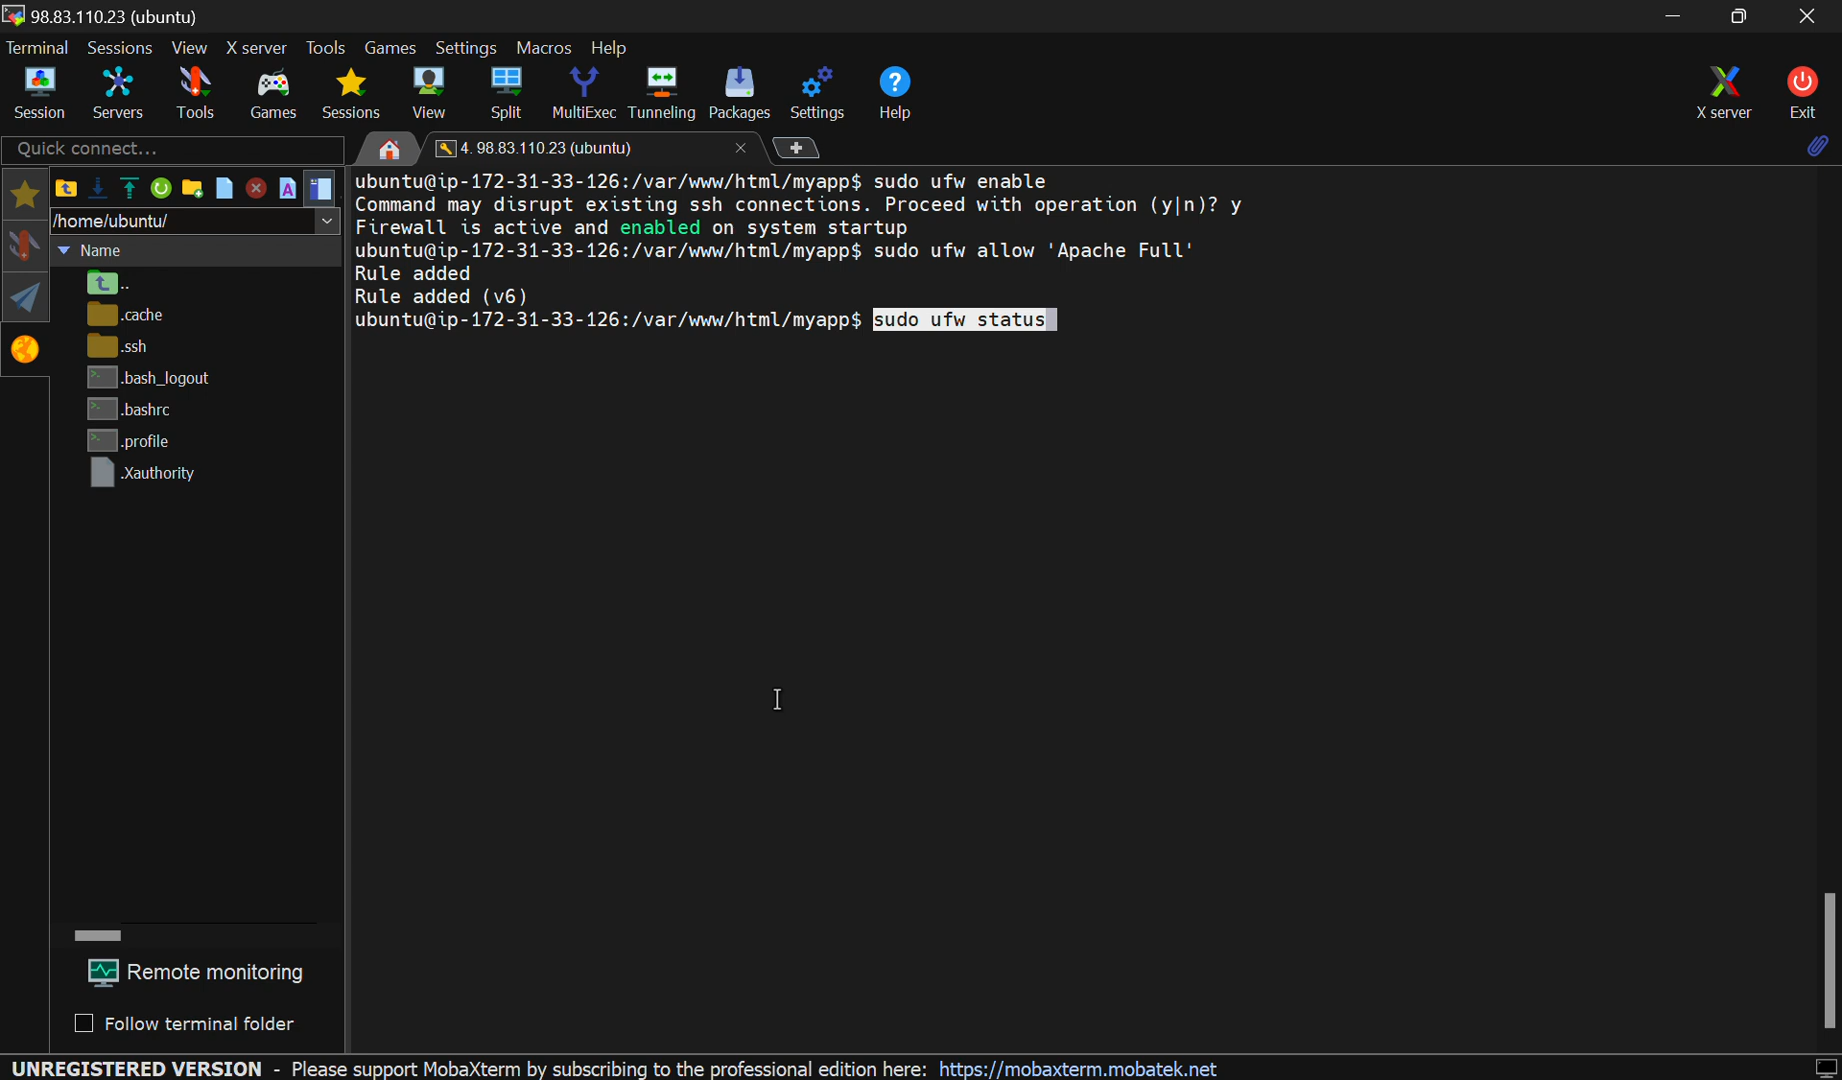 98.83.110.23 (ubuntu)
Terminal Sessions View X server Tools Games Settings Macros Help
Session Servers Tools Games Sessions View Split MultiExec Tunneling Packages Settings Help X server Exit
Quick connect...
4. 98.83.110.23 (ubuntu)
/home/ubuntu/
Name
..
.cache
.ssh
.bash_logout
.bashrc
.profile
.Xauthority
Remote monitoring
Follow terminal folder
ubuntu@ip-172-31-33-126:/var/www/html/myapp$ sudo ufw enable
Command may disrupt existing ssh connections. Proceed with operation (y|n)? y
Firewall is active and enabled on system startup
ubuntu@ip-172-31-33-126:/var/www/html/myapp$ sudo ufw allow 'Apache Full'
Rule added
Rule added (v6)
ubuntu@ip-172-31-33-126:/var/www/html/myapp$ sudo ufw status
UNREGISTERED VERSION - Please support MobaXterm by subscribing to the professional edition here: https://mobaxterm.mobatek.net